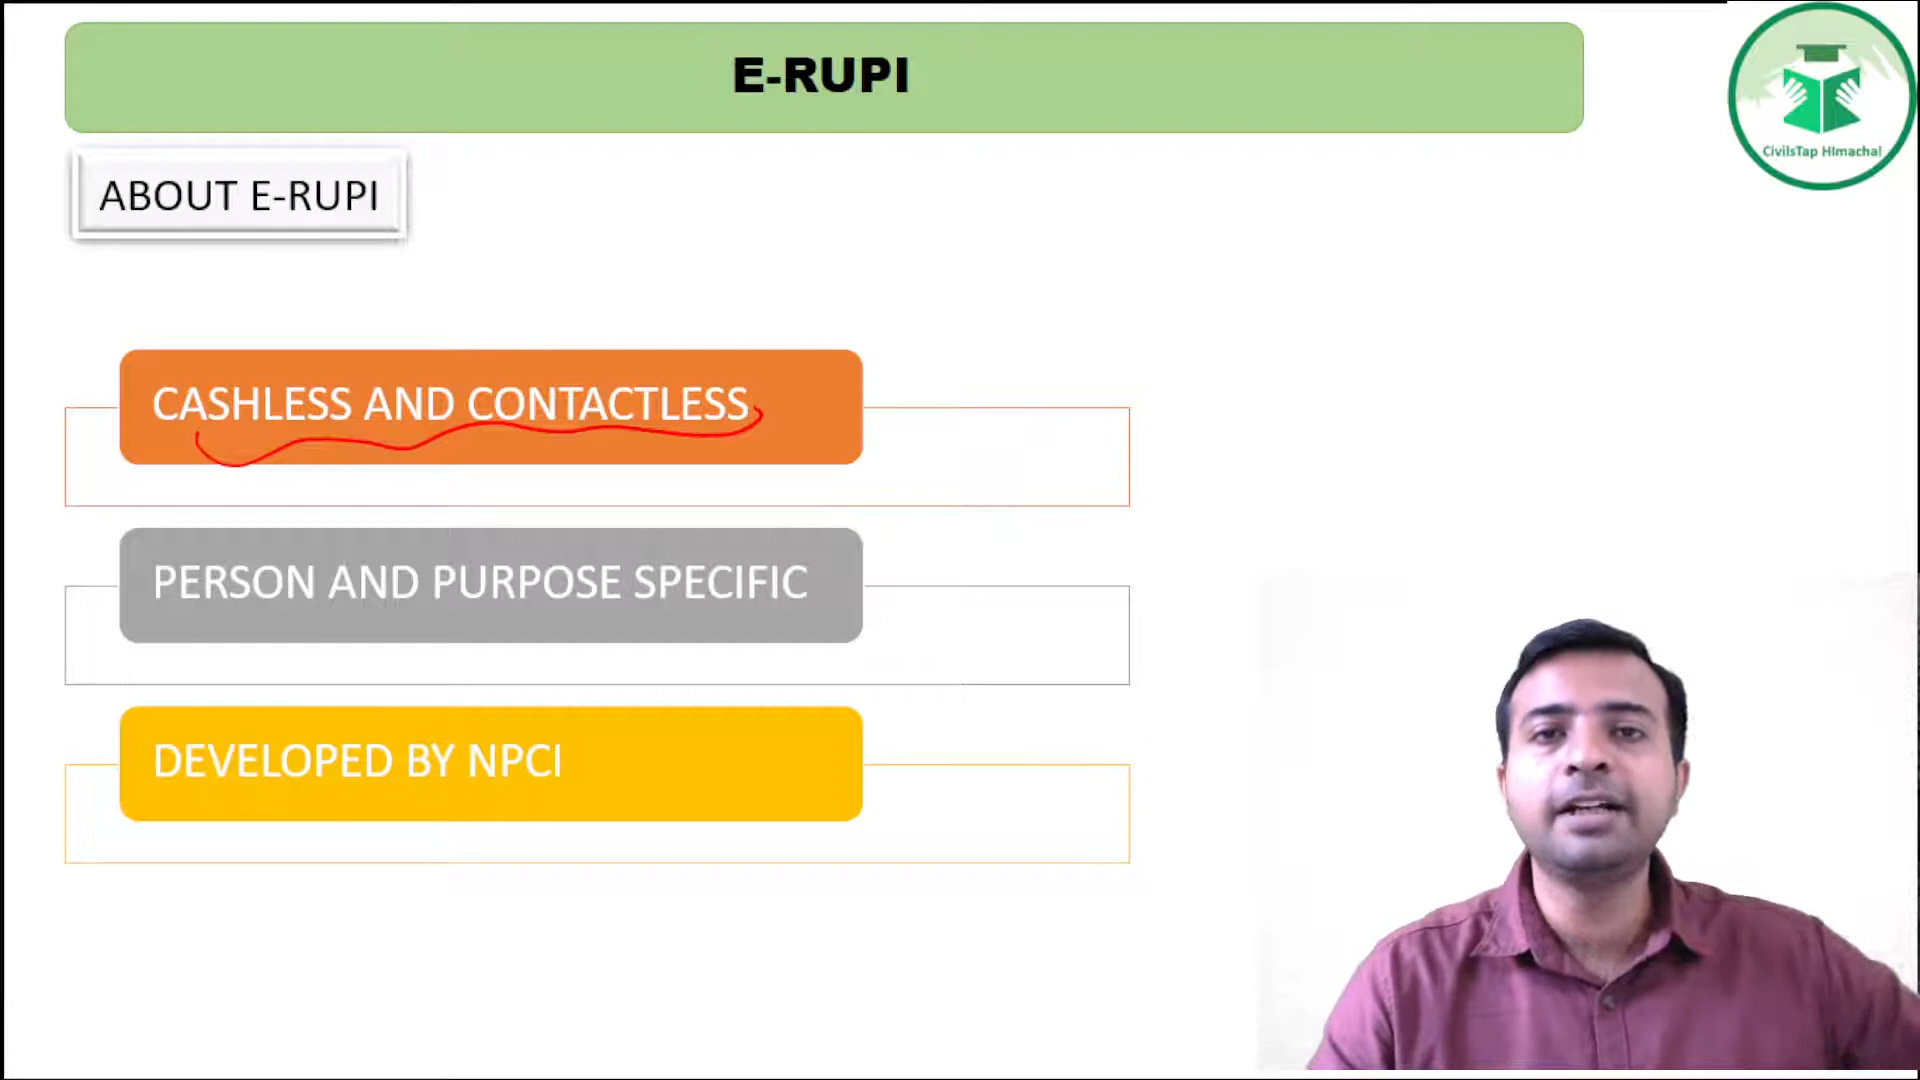 E-RUPI
CivilsTap HImachal
ABOUT E-RUPI
CASHLESS AND CONTACTLESS
PERSON AND PURPOSE SPECIFIC
DEVELOPED BY NPCI